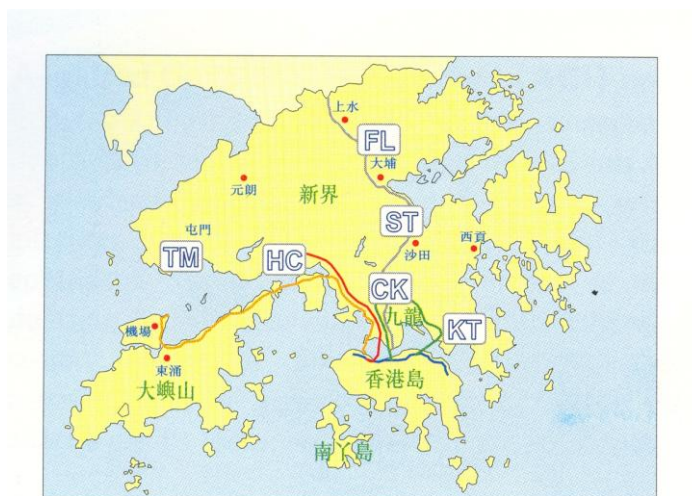 上水
FL
大埔
元朗
新界
ST
屯門
沙田
西貢
TM
HC
CK
九龍
KT
機場
東涌
香港島
大嶼山
南丫島